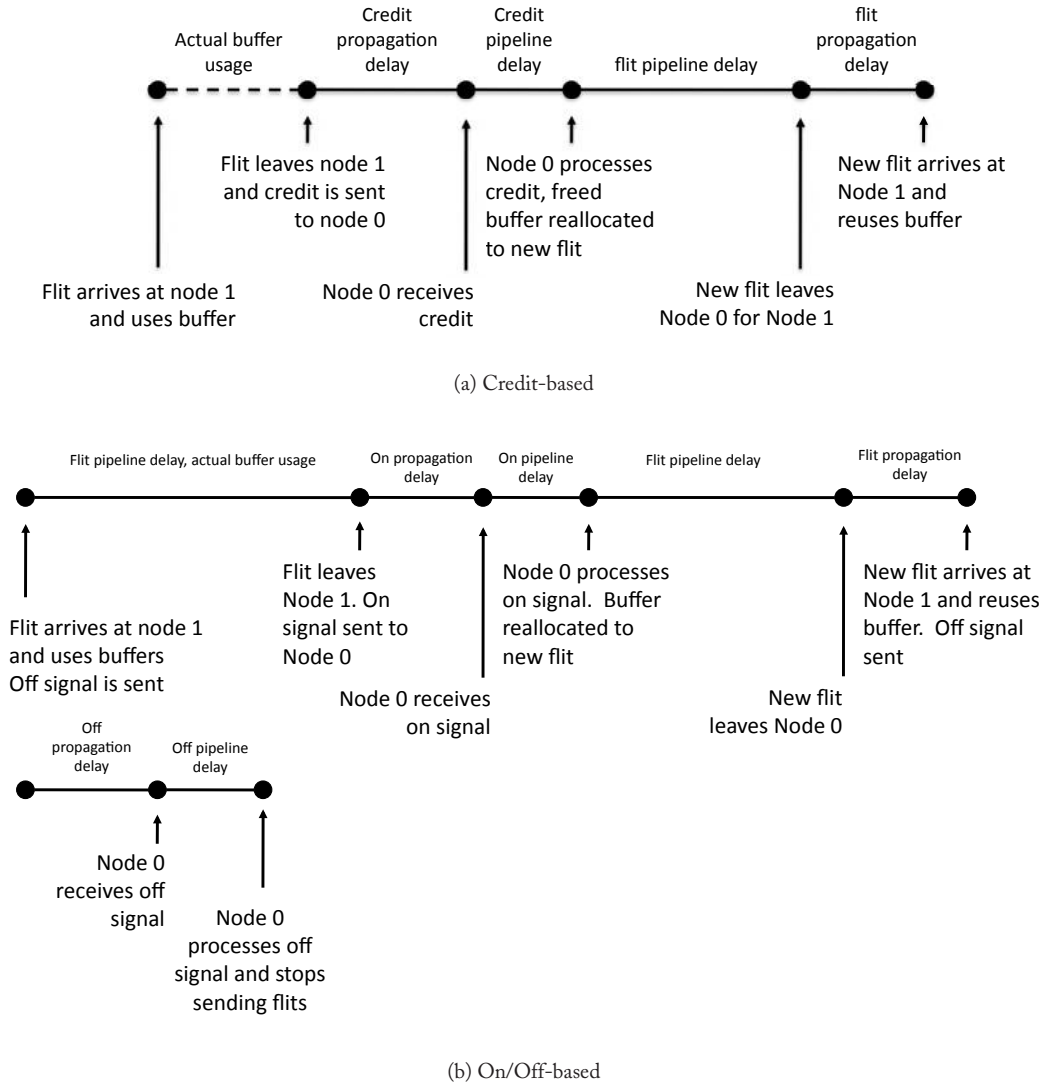 Actual buffer
usage
Credit
propagation
delay
Credit
pipeline
delay
flit pipeline delay
flit
propagation
delay
Flit arrives at node 1
and uses buffer
Flit leaves node 1
and credit is sent
to node 0
Node 0 receives
credit
Node 0 processes
credit, freed
buffer reallocated
to new flit
New flit leaves
Node 0 for Node 1
New flit arrives at
Node 1 and
reuses buffer
(a) Credit-based
Flit pipeline delay, actual buffer usage
On propagation
delay
On pipeline
delay
Flit pipeline delay
Flit propagation
delay
Flit arrives at node 1
and uses buffers
Off signal is sent
Flit leaves
Node 1. On
signal sent to
Node 0
Node 0 receives
on signal
Node 0 processes
on signal. Buffer
reallocated to
new flit
New flit
leaves Node 0
New flit arrives at
Node 1 and reuses
buffer. Off signal
sent
Off
propagation
delay
Off pipeline
delay
Node 0
receives off
signal
Node 0
processes off
signal and stops
sending flits
(b) On/Off-based